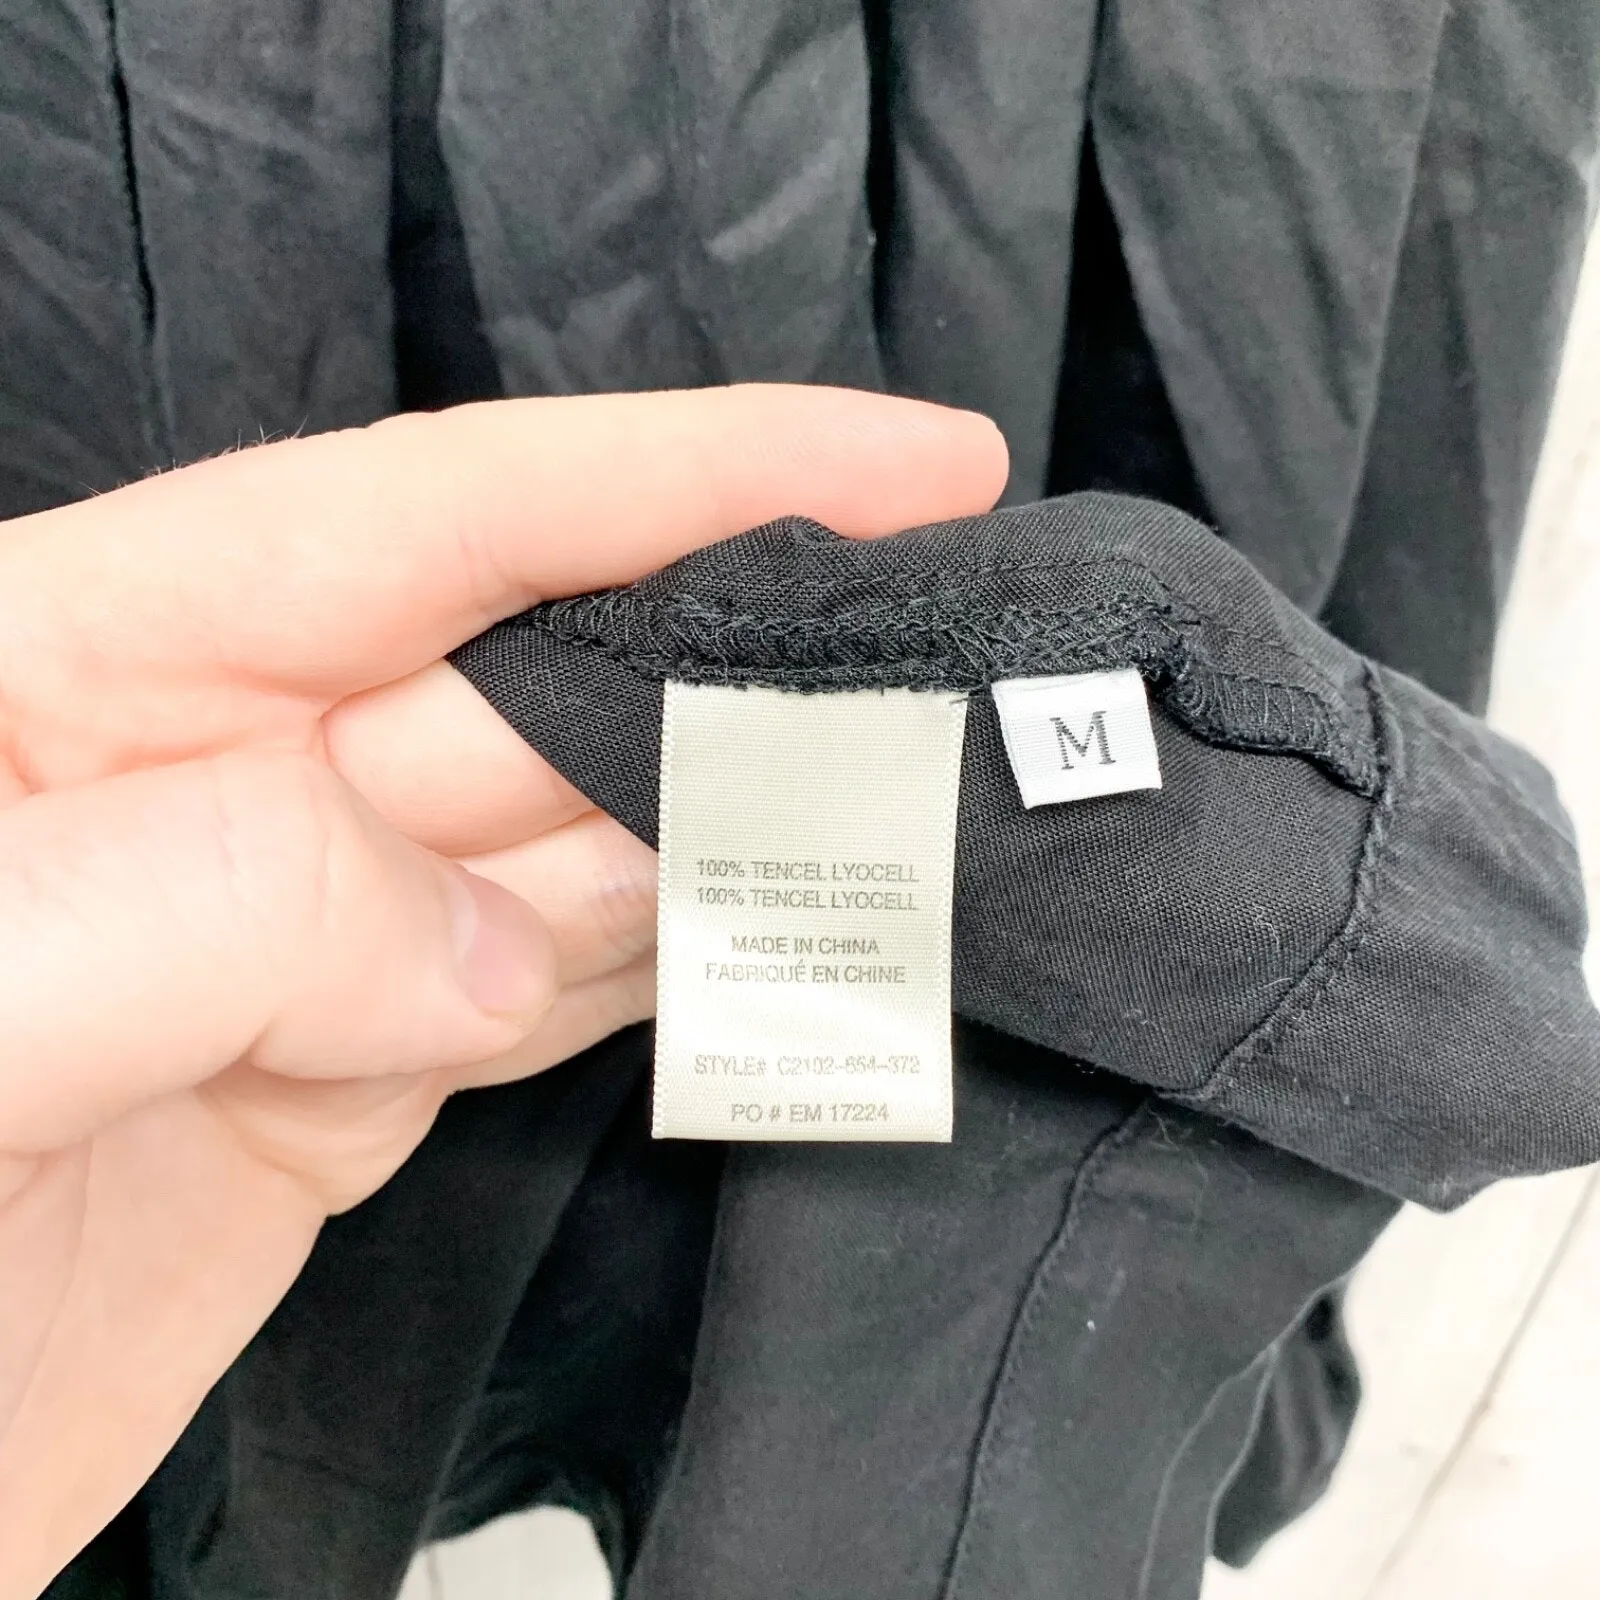 100% TENCEL LYOCELL
100% TENCEL LYOCELL
MADE IN CHINA
FABRIQUÉ EN CHINE
STYLE# C2102-654-372
PO # EM 17224
M